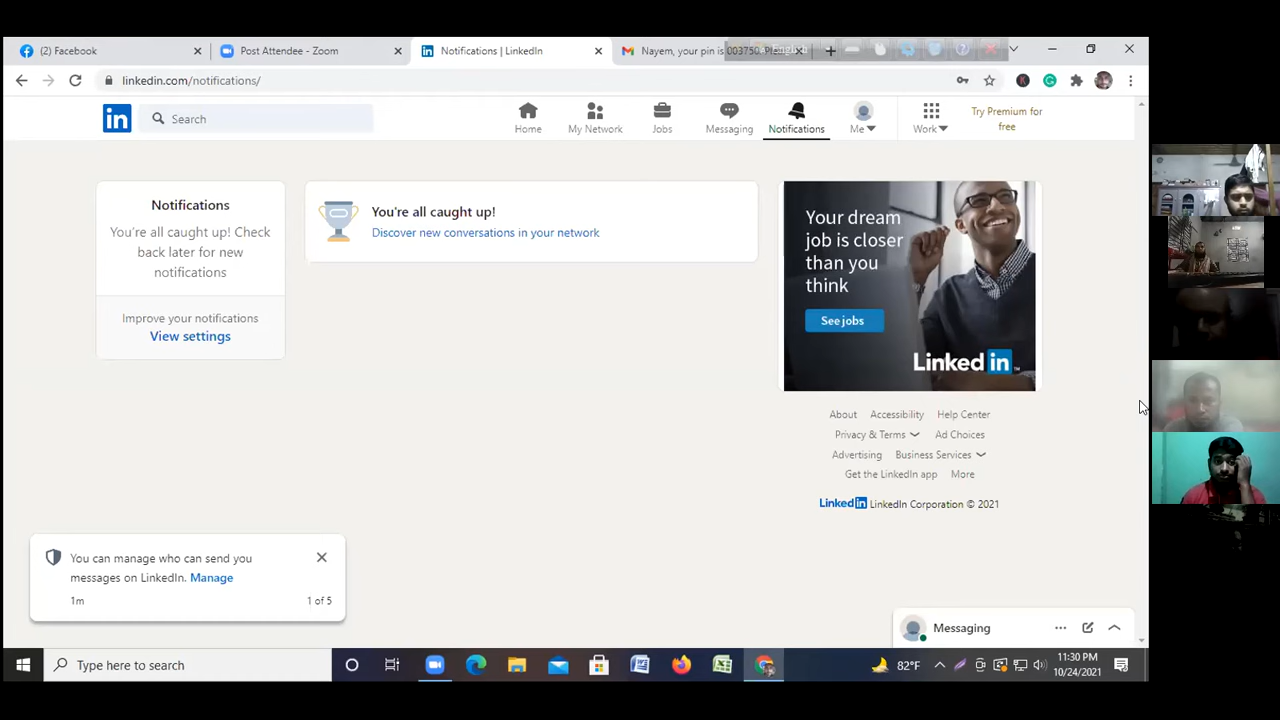 (2) Facebook
Post Attendee - Zoom
Notifications | LinkedIn
Nayem, your pin is 003750. Pl
English
linkedin.com/notifications/
in
Search
Home
My Network
Jobs
Messaging
Notifications
Me
Work
Try Premium for
free
Notifications
You're all caught up! Check
back later for new
notifications
Improve your notifications
View settings
You're all caught up!
Discover new conversations in your network
Your dream
job is closer
than you
think
See jobs
LinkedIn
About Accessibility Help Center
Privacy & Terms Ad Choices
Advertising Business Services
Get the LinkedIn app More
LinkedIn LinkedIn Corporation © 2021
You can manage who can send you
messages on LinkedIn. Manage
1m 1 of 5
Messaging
Type here to search
82°F
11:30 PM
10/24/2021